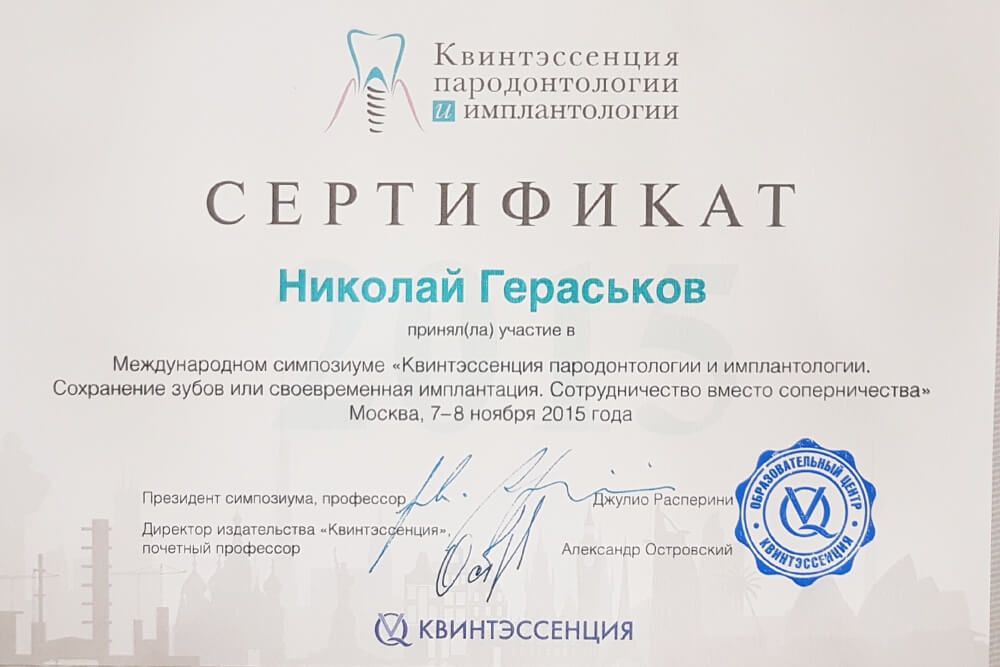 Квинтэссенция
пародонтологии
и имплантологии
СЕРТИФИКАТ
2015
Николай Гераськов
принял(ла) участие в
Международном симпозиуме «Квинтэссенция пародонтологии и имплантологии.
Сохранение зубов или своевременная имплантация. Сотрудничество вместо соперничества»
Москва, 7–8 ноября 2015 года
Президент симпозиума, профессор Джулио Расперини
Директор издательства «Квинтэссенция»,
почетный профессор Александр Островский
ОБРАЗОВАТЕЛЬНЫЙ ЦЕНТР
КВИНТЭССЕНЦИЯ
КВИНТЭССЕНЦИЯ